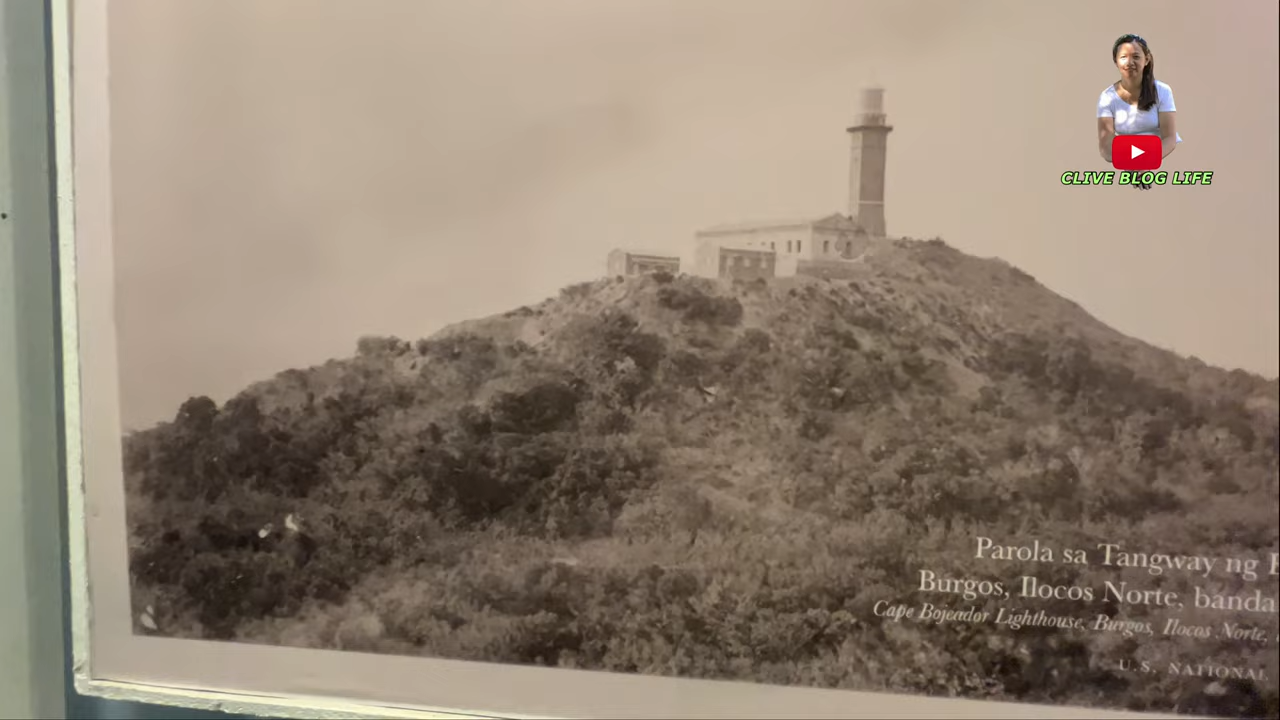 CLIVE BLOG LIFE
Parola sa Tangway ng
Burgos, Ilocos Norte, banda
Cape Bojeador Lighthouse, Burgos, Ilocos Norte,
U.S. NATIONAL